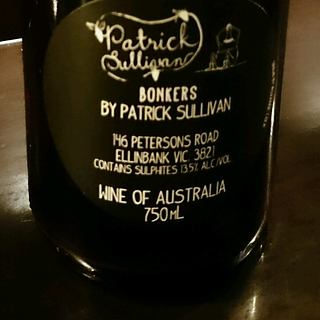 Patrick
Sullivan
BONKERS
BY PATRICK SULLIVAN
146 PETERSONS ROAD
ELLINBANK VIC. 3821
CONTAINS SULPHITES 13.5% ALC/VOL
WINE OF AUSTRALIA
750ML